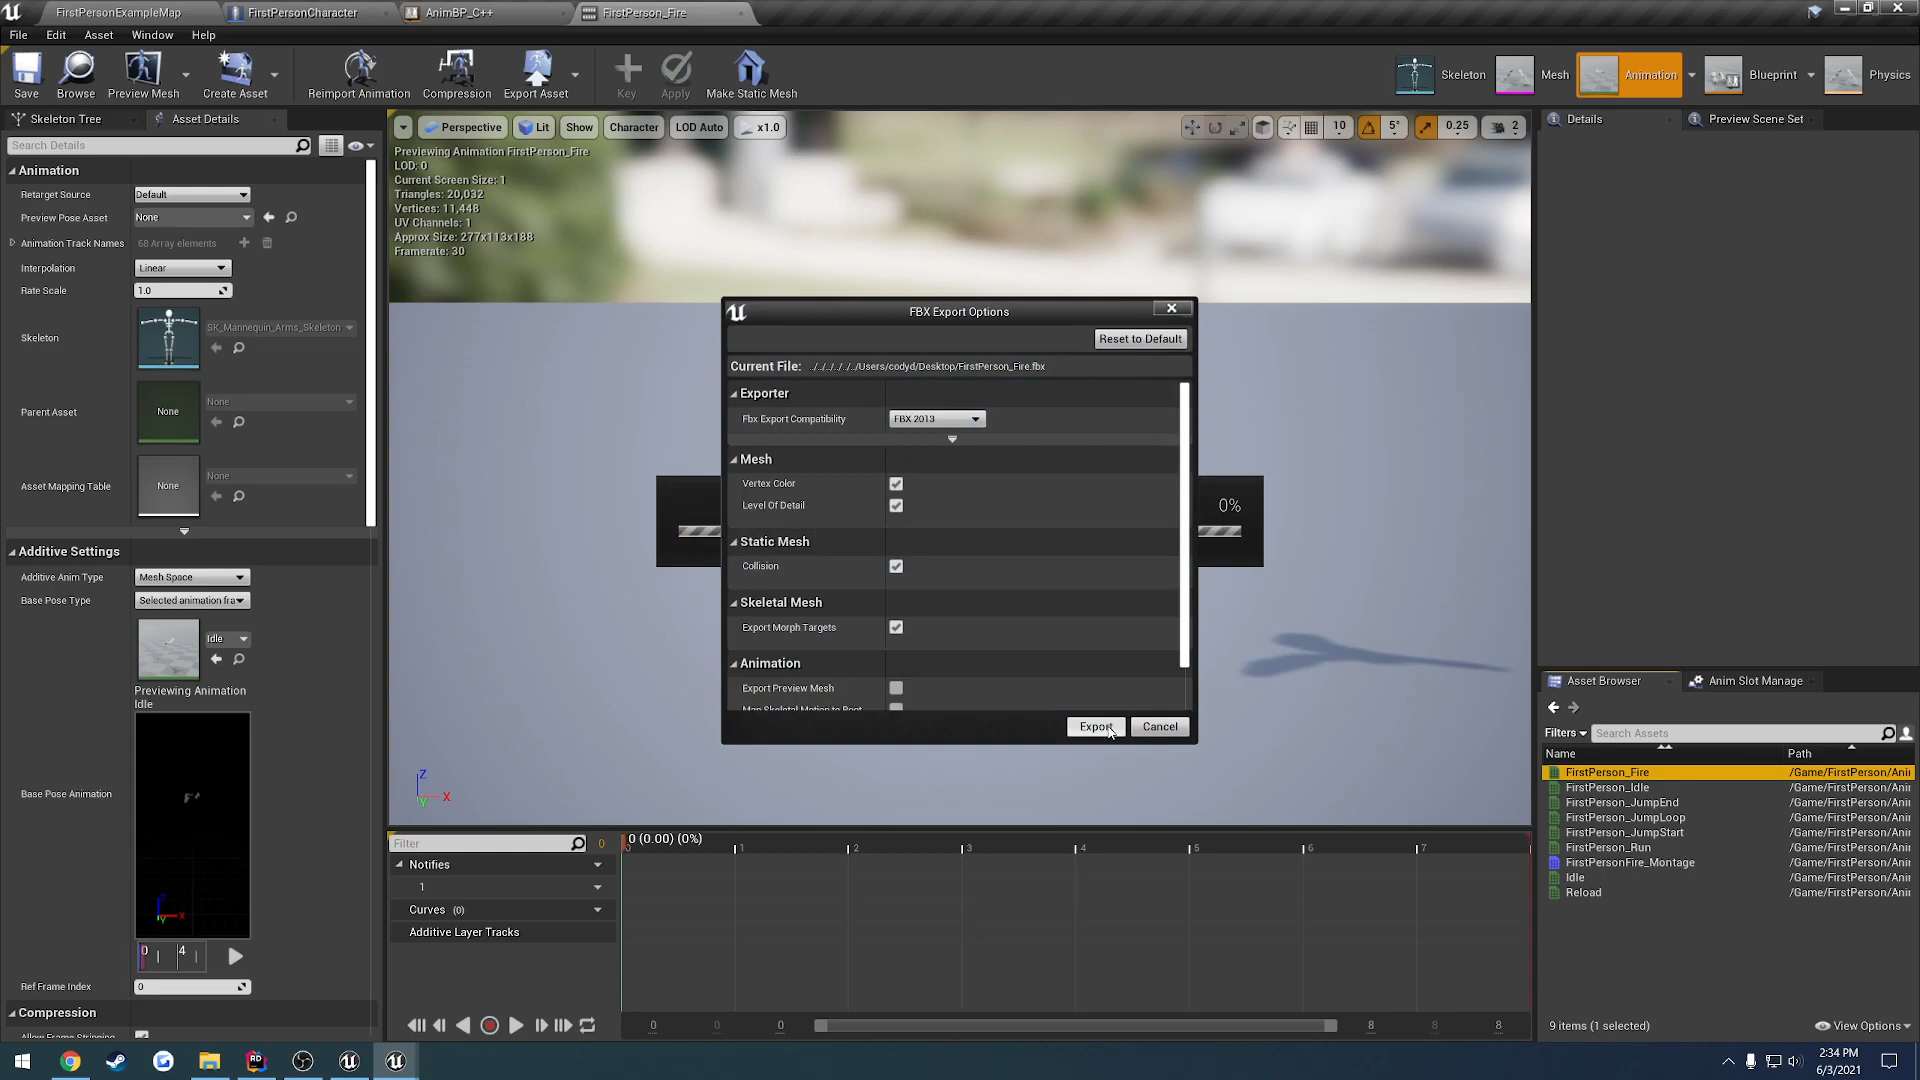 FirstPersonExampleMap
FirstPersonCharacter
AnimBP_C++
FirstPerson_Fire
File Edit Asset Window Help
Save
Browse
Preview Mesh
Create Asset
Reimport Animation
Compression
Export Asset
Key
Apply
Make Static Mesh
Skeleton
Mesh
Animation
Blueprint
Physics
Skeleton Tree
Asset Details
Search Details
Animation
Retarget Source Default
Preview Pose Asset None
Animation Track Names 68 Array elements
Interpolation Linear
Rate Scale 1.0
Skeleton SK_Mannequin_Arms_Skeleton
Parent Asset None None
Asset Mapping Table None None
Additive Settings
Additive Anim Type Mesh Space
Base Pose Type Selected animation fra
Idle
Previewing Animation
Idle
Base Pose Animation
Z
Y X
0 4
Ref Frame Index 0
Compression
Perspective Lit Show Character LOD Auto x1.0
10 5° 0.25 2
Previewing Animation FirstPerson_Fire
LOD: 0
Current Screen Size: 1
Triangles: 20,032
Vertices: 11,448
UV Channels: 1
Approx Size: 277x113x188
Framerate: 30
FBX Export Options
Reset to Default
Current File: ../../../../../../Users/codyd/Desktop/FirstPerson_Fire.fbx
Exporter
Fbx Export Compatibility FBX 2013
Mesh
Vertex Color
Level Of Detail
Static Mesh
Collision
Skeletal Mesh
Export Morph Targets
Animation
Export Preview Mesh
Map Skeletal Motion to Root
Export Cancel
0%
Z
Y X
Filter 0
0 (0.00) (0%)
0 1 2 3 4 5 6 7
Notifies
1
Curves (0)
Additive Layer Tracks
0 0 0 8 8 8
Details
Preview Scene Set
Asset Browser
Anim Slot Manage
Filters Search Assets
Name Path
FirstPerson_Fire /Game/FirstPerson/Ani
FirstPerson_Idle /Game/FirstPerson/Ani
FirstPerson_JumpEnd /Game/FirstPerson/Ani
FirstPerson_JumpLoop /Game/FirstPerson/Ani
FirstPerson_JumpStart /Game/FirstPerson/Ani
FirstPerson_Run /Game/FirstPerson/Ani
FirstPersonFire_Montage /Game/FirstPerson/Ani
Idle /Game/FirstPerson/Ani
Reload /Game/FirstPerson/Ani
9 items (1 selected) View Options
RD
2:34 PM
6/3/2021